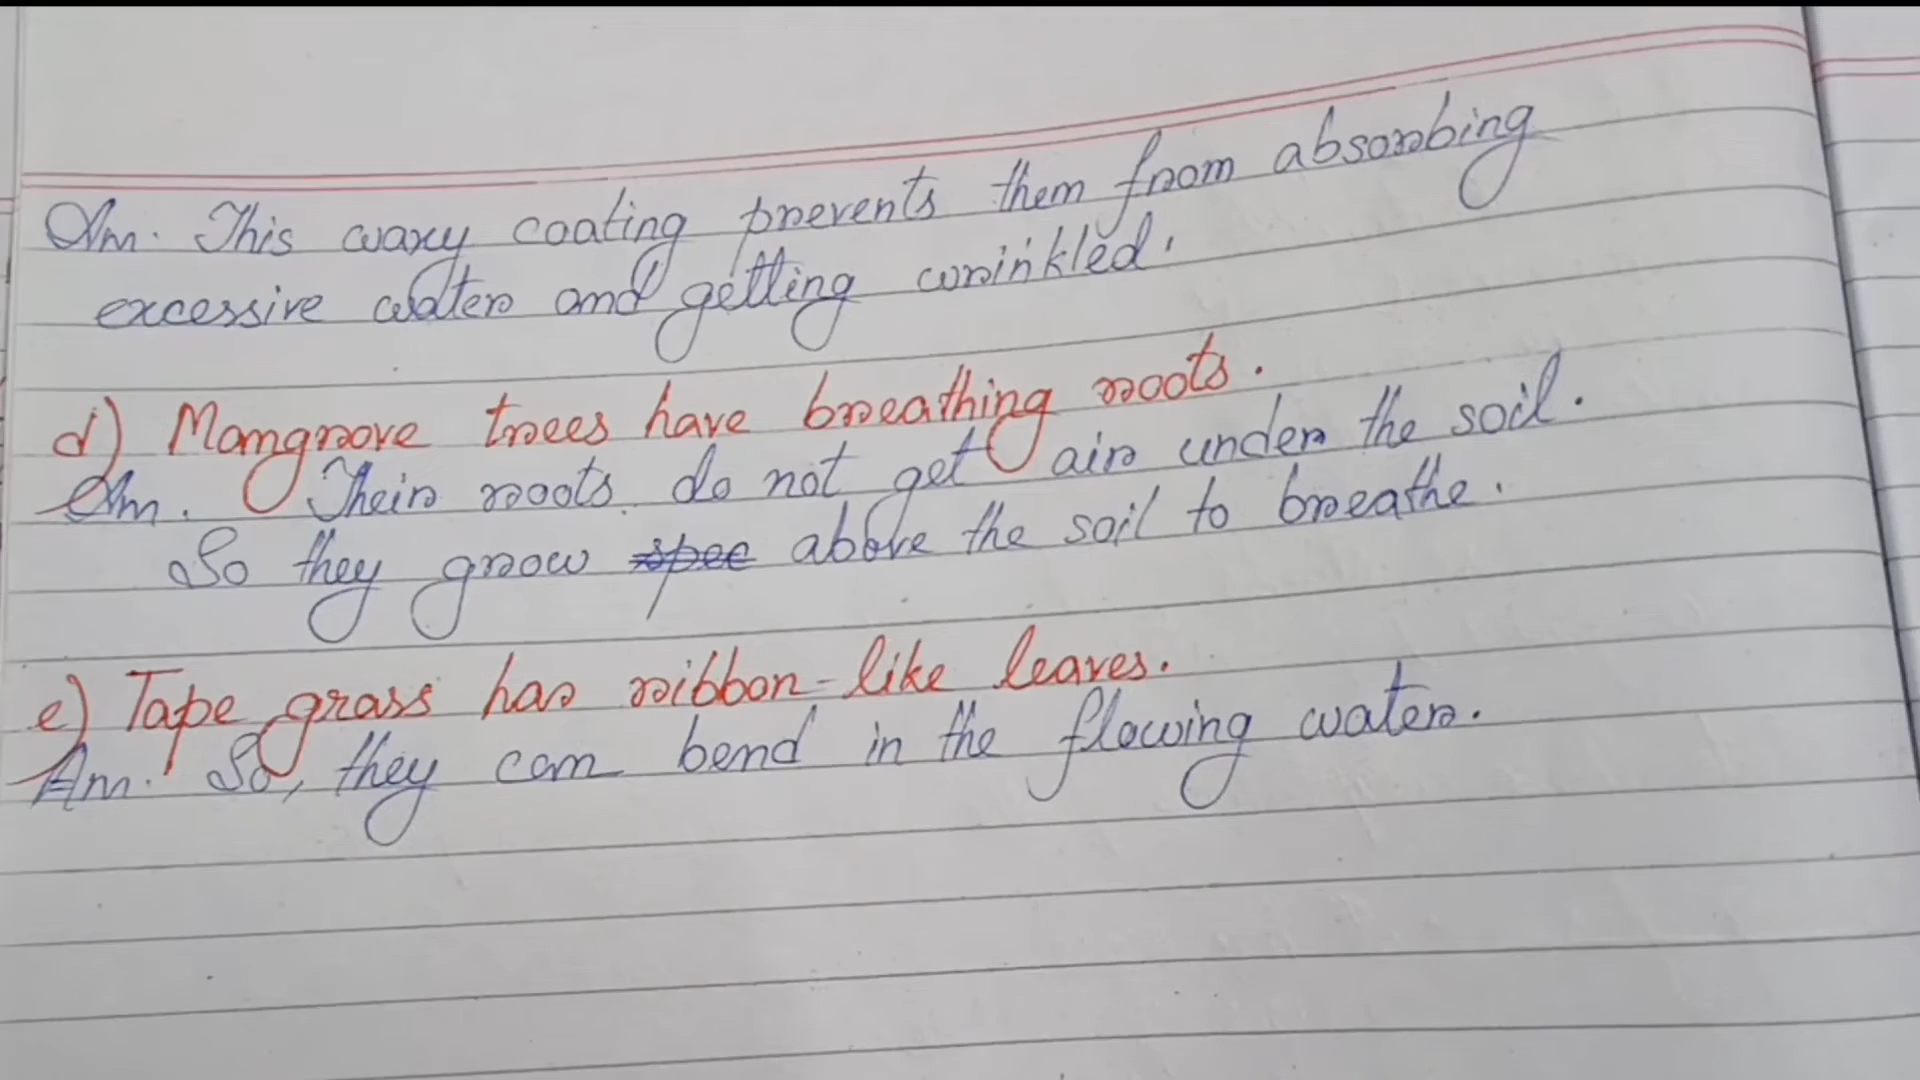 Ans. This waxy coating prevents them from absorbing
excessive water and getting wrinkled.
d) Mangrove trees have breathing roots.
Ans. Their roots do not get air under the soil.
So they grow spec above the soil to breathe.
e) Tape grass has ribbon-like leaves.
Ans. So, they can bend in the flowing water.